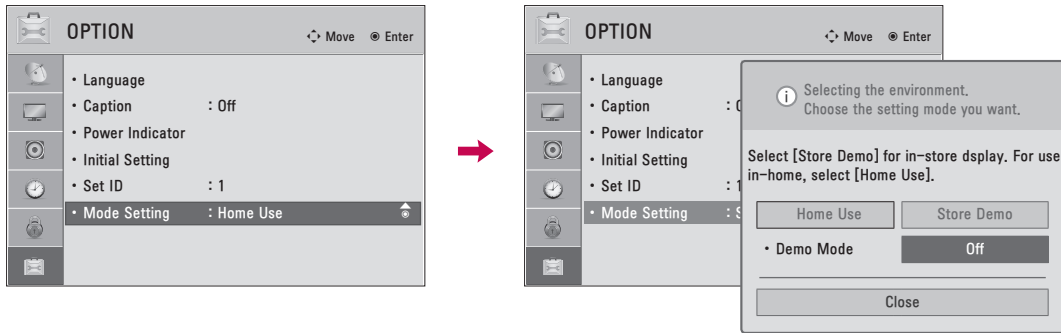 OPTION
Move Enter
• Language
• Caption : Off
• Power Indicator
• Initial Setting
• Set ID : 1
• Mode Setting : Home Use
OPTION
Move Enter
• Language
• Caption :
• Power Indicator
• Initial Setting
• Set ID : 1
• Mode Setting : S
i
Selecting the environment.
Choose the setting mode you want.
Select [Store Demo] for in-store dsplay. For use
in-home, select [Home Use].
Home Use Store Demo
• Demo Mode Off
Close